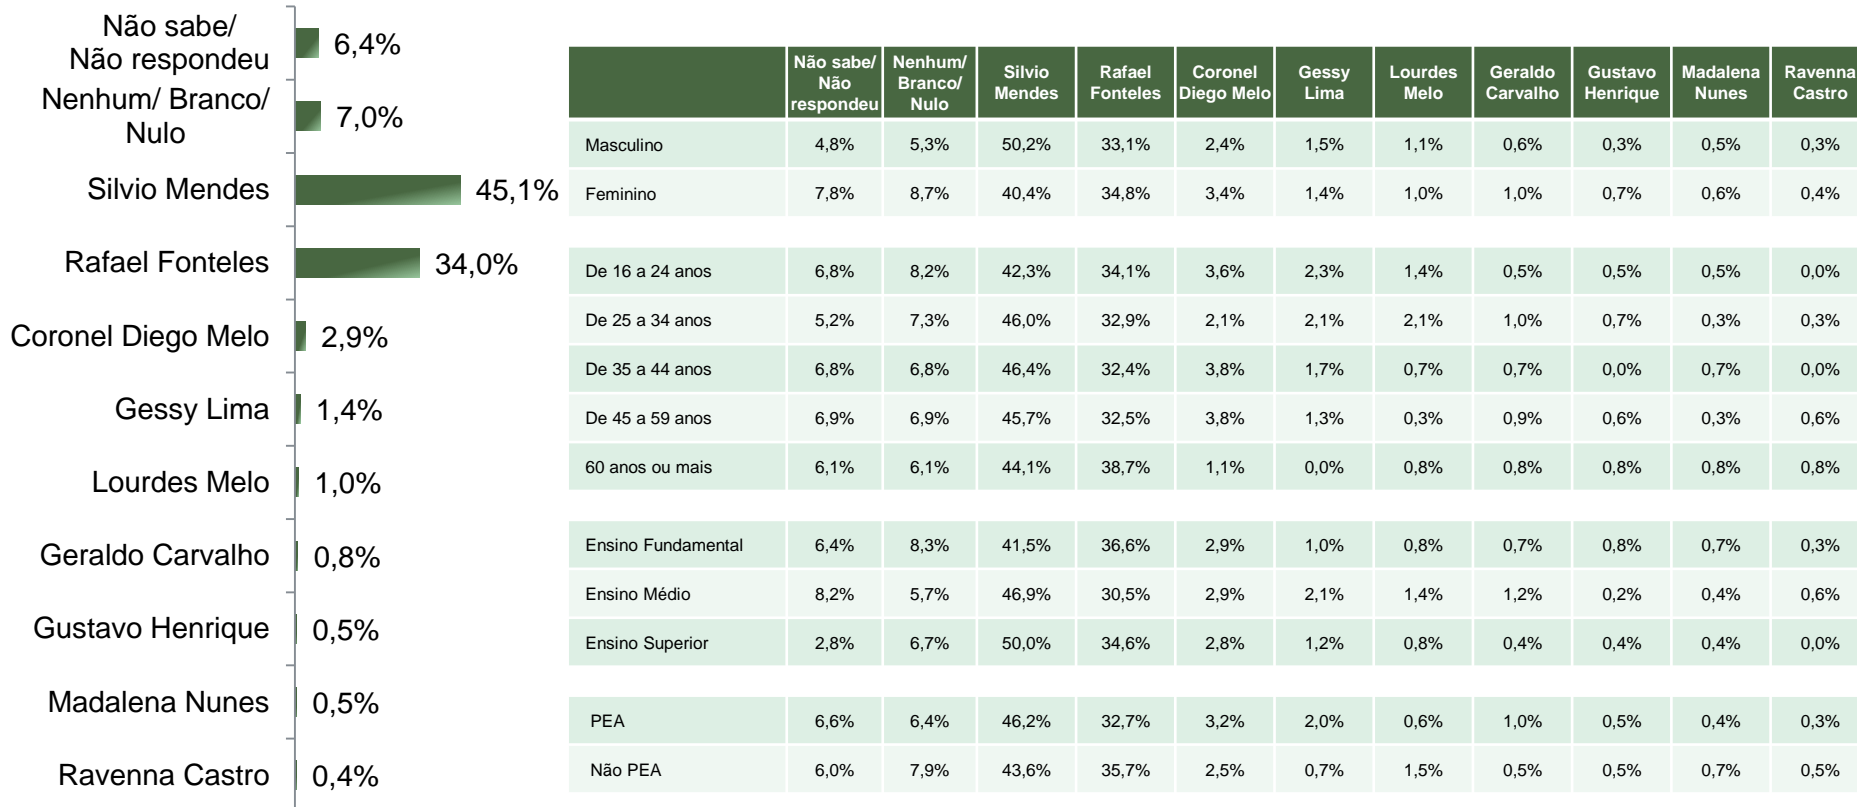 Não sabe/
Não respondeu
6,4%
Nenhum/ Branco/
Nulo
7,0%
Silvio Mendes
45,1%
Rafael Fonteles
34,0%
Coronel Diego Melo
2,9%
Gessy Lima
1,4%
Lourdes Melo
1,0%
Geraldo Carvalho
0,8%
Gustavo Henrique
0,5%
Madalena Nunes
0,5%
Ravenna Castro
0,4%
Não sabe/ Não respondeu Nenhum/ Branco/ Nulo Silvio Mendes Rafael Fonteles Coronel Diego Melo Gessy Lima Lourdes Melo Geraldo Carvalho Gustavo Henrique Madalena Nunes Ravenna Castro
Masculino 4,8% 5,3% 50,2% 33,1% 2,4% 1,5% 1,1% 0,6% 0,3% 0,5% 0,3%
Feminino 7,8% 8,7% 40,4% 34,8% 3,4% 1,4% 1,0% 1,0% 0,7% 0,6% 0,4%
De 16 a 24 anos 6,8% 8,2% 42,3% 34,1% 3,6% 2,3% 1,4% 0,5% 0,5% 0,5% 0,0%
De 25 a 34 anos 5,2% 7,3% 46,0% 32,9% 2,1% 2,1% 2,1% 1,0% 0,7% 0,3% 0,3%
De 35 a 44 anos 6,8% 6,8% 46,4% 32,4% 3,8% 1,7% 0,7% 0,7% 0,0% 0,7% 0,0%
De 45 a 59 anos 6,9% 6,9% 45,7% 32,5% 3,8% 1,3% 0,3% 0,9% 0,6% 0,3% 0,6%
60 anos ou mais 6,1% 6,1% 44,1% 38,7% 1,1% 0,0% 0,8% 0,8% 0,8% 0,8% 0,8%
Ensino Fundamental 6,4% 8,3% 41,5% 36,6% 2,9% 1,0% 0,8% 0,7% 0,8% 0,7% 0,3%
Ensino Médio 8,2% 5,7% 46,9% 30,5% 2,9% 2,1% 1,4% 1,2% 0,2% 0,4% 0,6%
Ensino Superior 2,8% 6,7% 50,0% 34,6% 2,8% 1,2% 0,8% 0,4% 0,4% 0,4% 0,0%
PEA 6,6% 6,4% 46,2% 32,7% 3,2% 2,0% 0,6% 1,0% 0,5% 0,4% 0,3%
Não PEA 6,0% 7,9% 43,6% 35,7% 2,5% 0,7% 1,5% 0,5% 0,5% 0,7% 0,5%